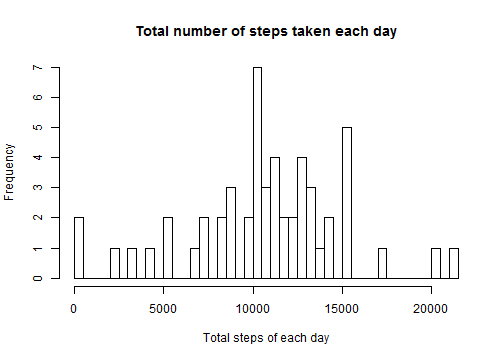 Total number of steps taken each day
Frequency
7
6
5
4
3
2
1
0
0 5000 10000 15000 20000
Total steps of each day